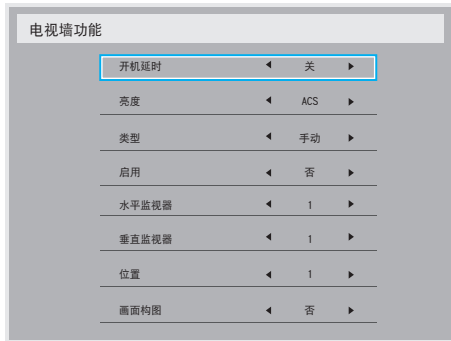 电视墙功能
开机延时 ◀ 关 ▶
亮度 ◀ ACS ▶
类型 ◀ 手动 ▶
启用 ◀ 否 ▶
水平监视器 ◀ 1 ▶
垂直监视器 ◀ 1 ▶
位置 ◀ 1 ▶
画面构图 ◀ 否 ▶